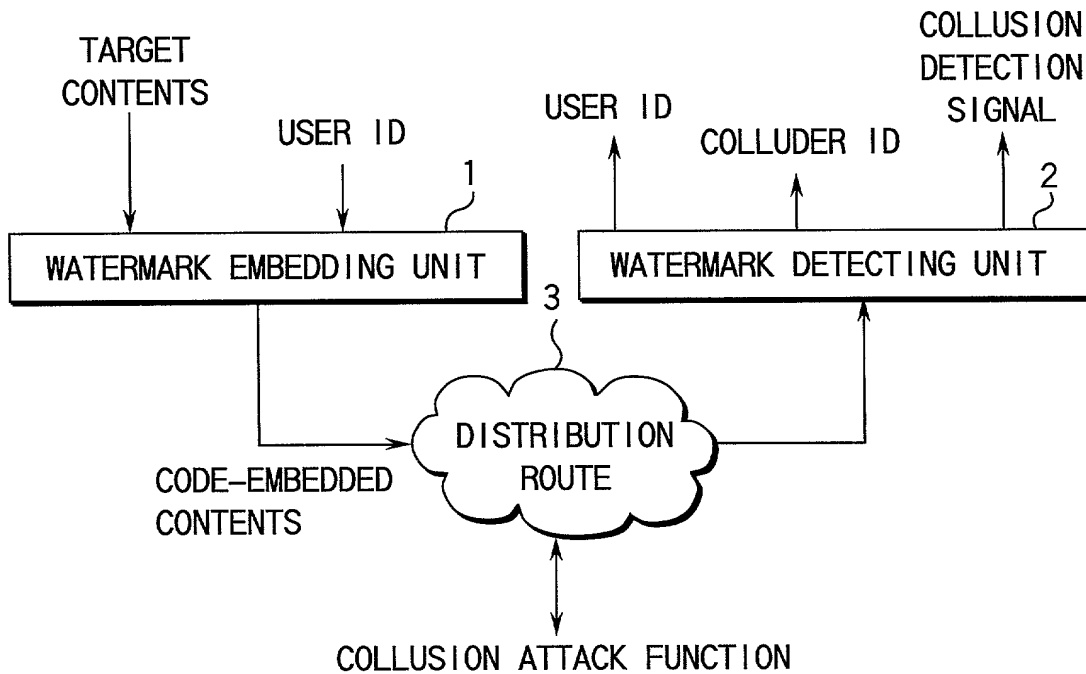 TARGET
CONTENTS
USER ID
1
WATERMARK EMBEDDING UNIT
USER ID
COLLUDER ID
COLLUSION
DETECTION
SIGNAL
2
WATERMARK DETECTING UNIT
3
DISTRIBUTION
ROUTE
CODE-EMBEDDED
CONTENTS
COLLUSION ATTACK FUNCTION